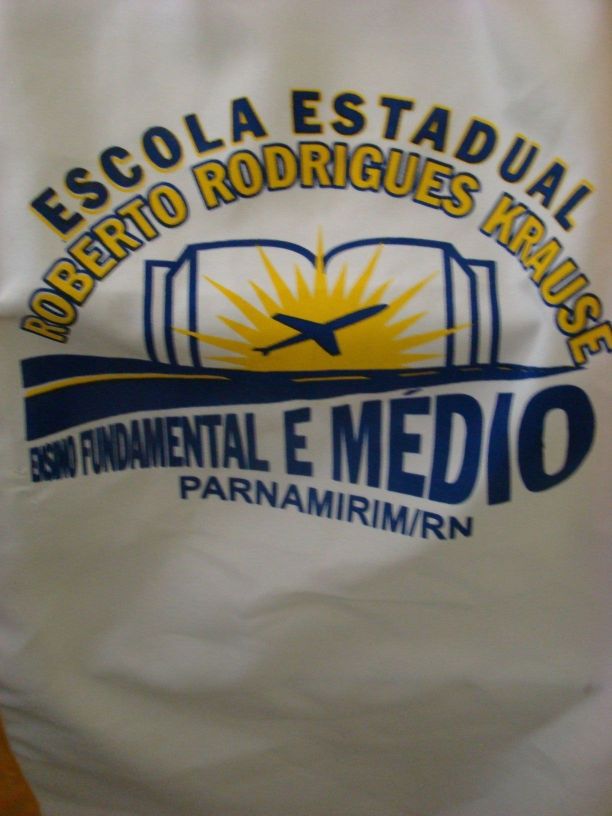 ESCOLA ESTADUAL
ROBERTO RODRIGUES KRAUSE
ENSINO FUNDAMENTAL E MÉDIO
PARNAMIRIM/RN